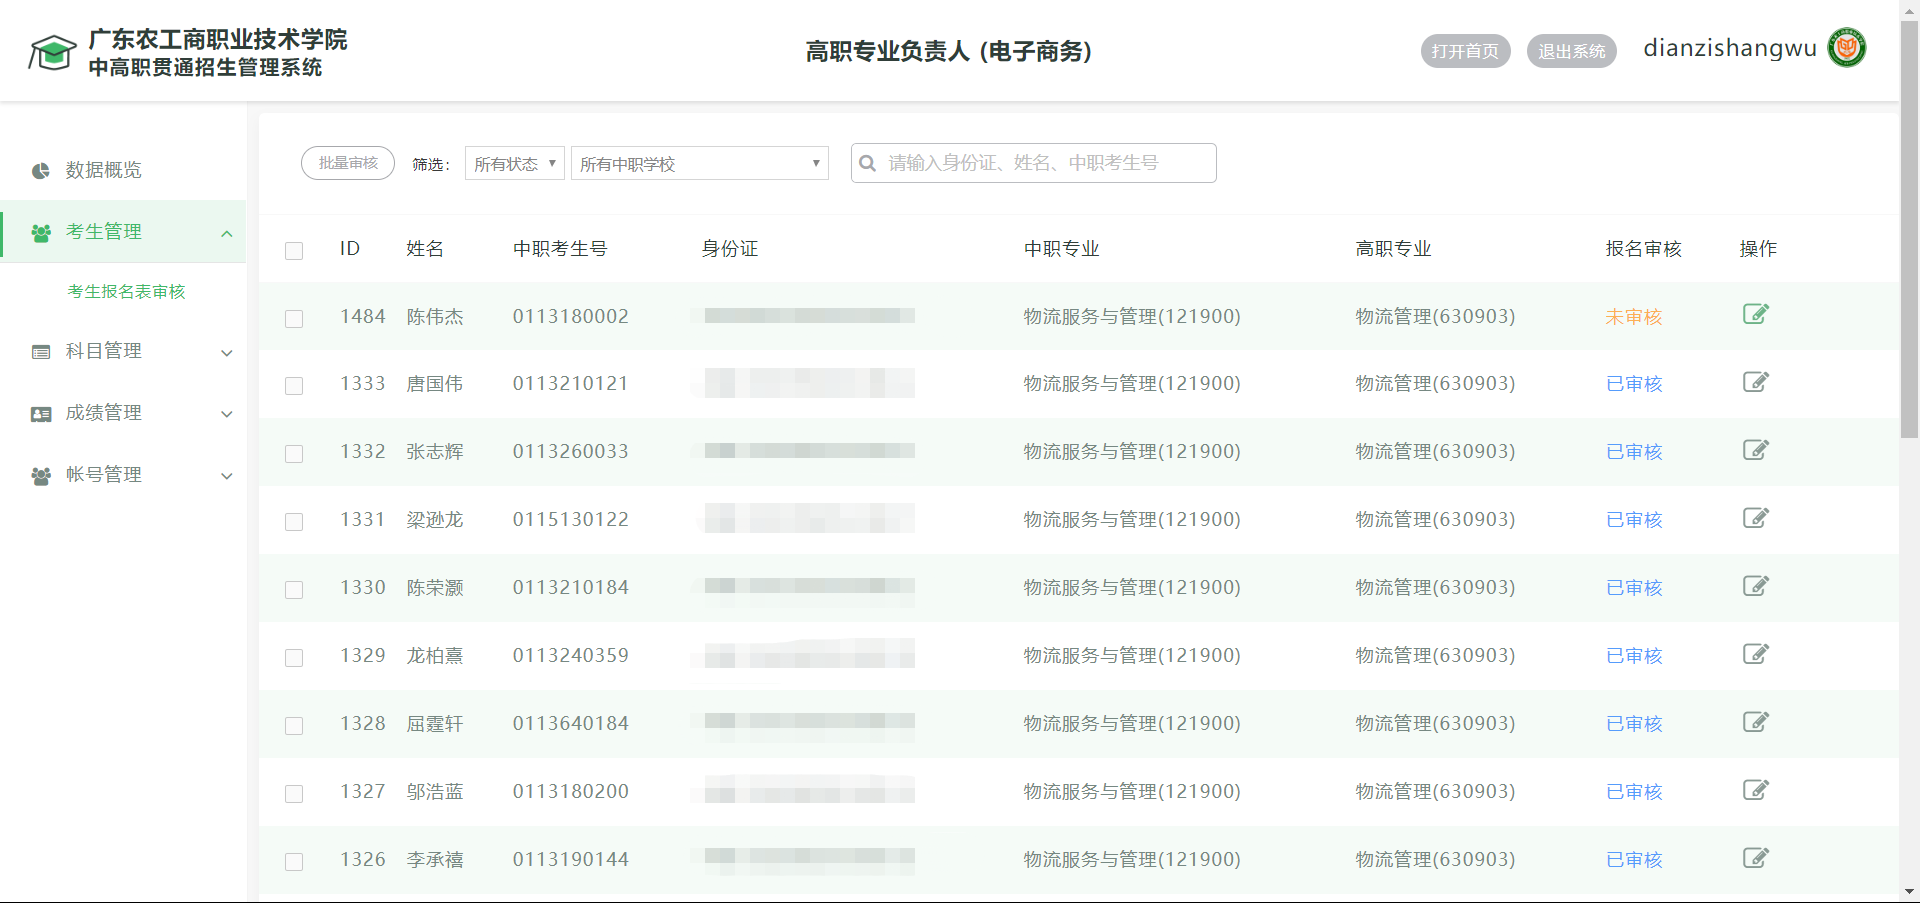 广东农工商职业技术学院
中高职贯通招生管理系统
高职专业负责人 (电子商务)
打开首页 退出系统 dianzishangwu
数据概览
考生管理
考生报名表审核
科目管理
成绩管理
帐号管理
批量审核 筛选： 所有状态 所有中职学校 请输入身份证、姓名、中职考生号
ID 姓名 中职考生号 身份证 中职专业 高职专业 报名审核 操作
1484 陈伟杰 0113180002 物流服务与管理(121900) 物流管理(630903) 未审核
1333 唐国伟 0113210121 物流服务与管理(121900) 物流管理(630903) 已审核
1332 张志辉 0113260033 物流服务与管理(121900) 物流管理(630903) 已审核
1331 梁逊龙 0115130122 物流服务与管理(121900) 物流管理(630903) 已审核
1330 陈荣灏 0113210184 物流服务与管理(121900) 物流管理(630903) 已审核
1329 龙柏熹 0113240359 物流服务与管理(121900) 物流管理(630903) 已审核
1328 屈霆轩 0113640184 物流服务与管理(121900) 物流管理(630903) 已审核
1327 邬浩蓝 0113180200 物流服务与管理(121900) 物流管理(630903) 已审核
1326 李承禧 0113190144 物流服务与管理(121900) 物流管理(630903) 已审核